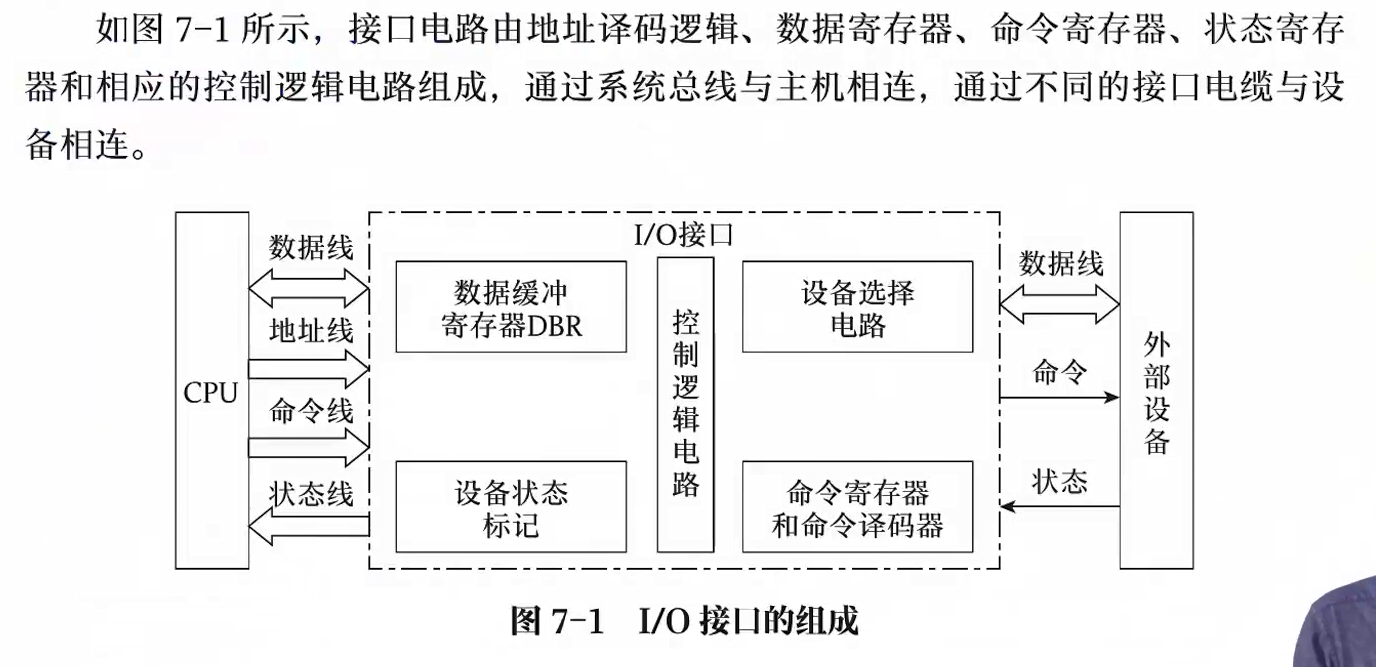 如图 7-1 所示，接口电路由地址译码逻辑、数据寄存器、命令寄存器、状态寄存
器和相应的控制逻辑电路组成，通过系统总线与主机相连，通过不同的接口电缆与设
备相连。
CPU
数据线
地址线
命令线
状态线
I/O接口
数据缓冲
寄存器DBR
设备状态
标记
控制逻辑电路
设备选择
电路
命令寄存器
和命令译码器
数据线
命令
状态
外部设备
图 7-1 I/O 接口的组成